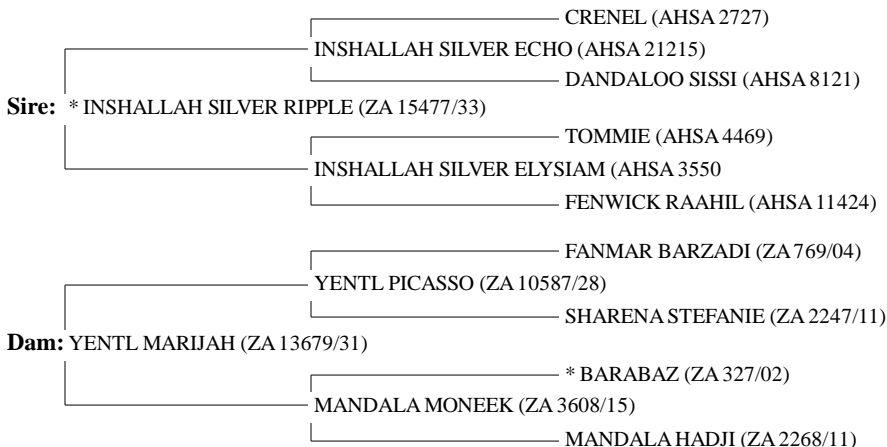 CRENEL (AHSA 2727)
INSHALLAH SILVER ECHO (AHSA 21215)
DANDALOO SISSI (AHSA 8121)
Sire: * INSHALLAH SILVER RIPPLE (ZA 15477/33)
TOMMIE (AHSA 4469)
INSHALLAH SILVER ELYSIAM (AHSA 3550
FENWICK RAAHIL (AHSA 11424)
FANMAR BARZADI (ZA 769/04)
YENTL PICASSO (ZA 10587/28)
SHARENA STEFANIE (ZA 2247/11)
Dam: YENTL MARIJAH (ZA 13679/31)
* BARABAZ (ZA 327/02)
MANDALA MONEEK (ZA 3608/15)
MANDALA HADJI (ZA 2268/11)